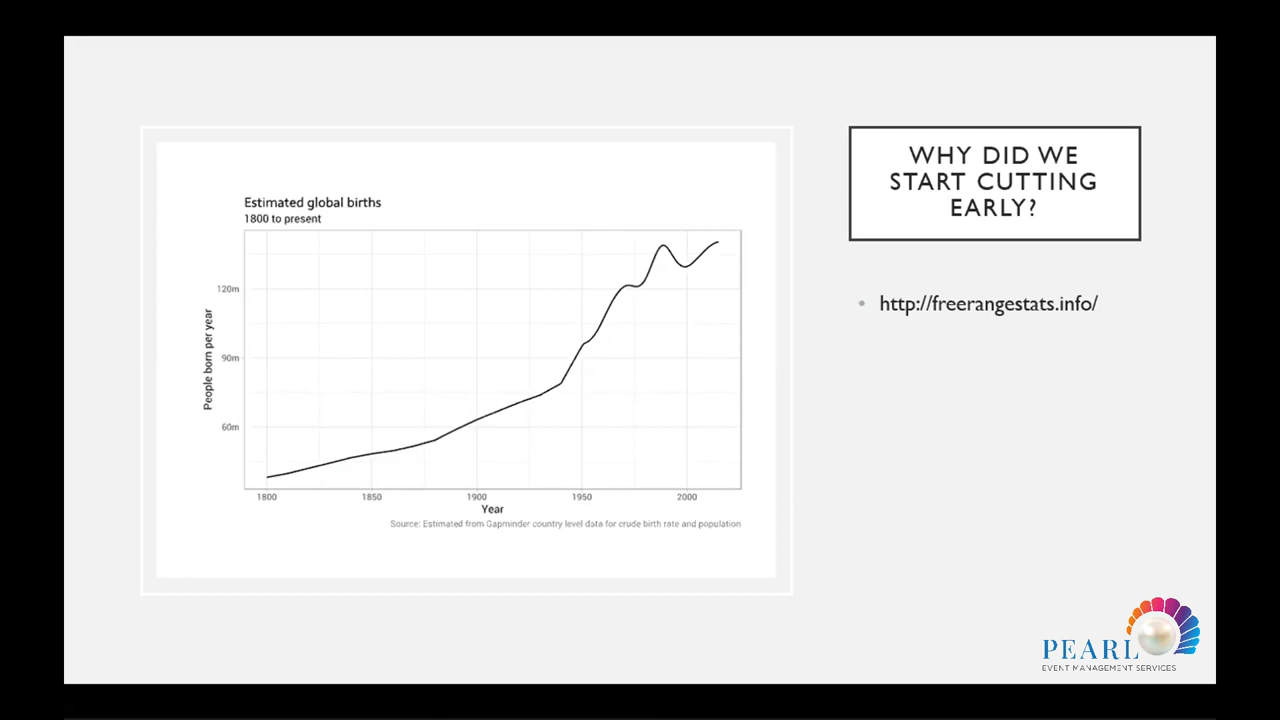 Estimated global births
1800 to present
People born per year
120m
90m
60m
1800 1850 1900 1950 2000
Year
Source: Estimated from Gapminder country level data for crude birth rate and population
WHY DID WE
START CUTTING
EARLY?
• http://freerangestats.info/
PEARL
EVENT MANAGEMENT SERVICES